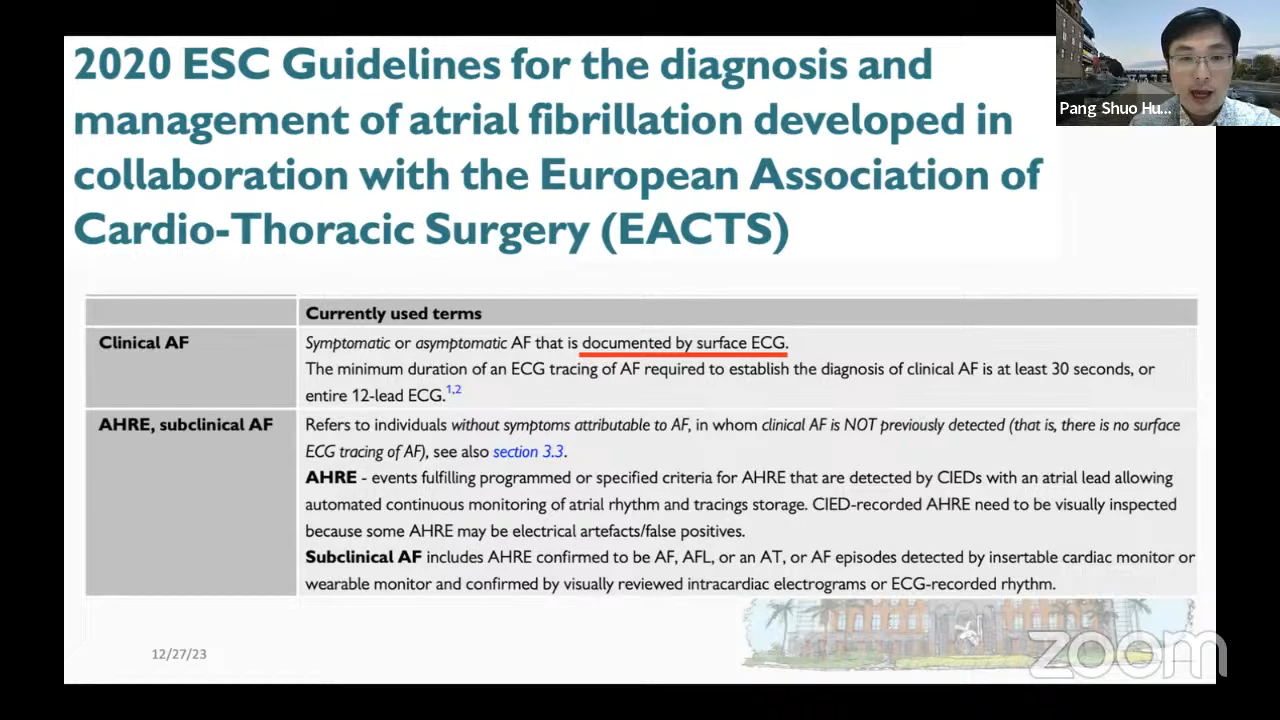 2020 ESC Guidelines for the diagnosis and
management of atrial fibrillation developed in
collaboration with the European Association of
Cardio-Thoracic Surgery (EACTS)
Pang Shuo Hu...
Currently used terms
Clinical AF
Symptomatic or asymptomatic AF that is documented by surface ECG.
The minimum duration of an ECG tracing of AF required to establish the diagnosis of clinical AF is at least 30 seconds, or
entire 12-lead ECG.1,2
AHRE, subclinical AF
Refers to individuals without symptoms attributable to AF, in whom clinical AF is NOT previously detected (that is, there is no surface
ECG tracing of AF), see also section 3.3.
AHRE - events fulfilling programmed or specified criteria for AHRE that are detected by CIEDs with an atrial lead allowing
automated continuous monitoring of atrial rhythm and tracings storage. CIED-recorded AHRE need to be visually inspected
because some AHRE may be electrical artefacts/false positives.
Subclinical AF includes AHRE confirmed to be AF, AFL, or an AT, or AF episodes detected by insertable cardiac monitor or
wearable monitor and confirmed by visually reviewed intracardiac electrograms or ECG-recorded rhythm.
12/27/23
zoom